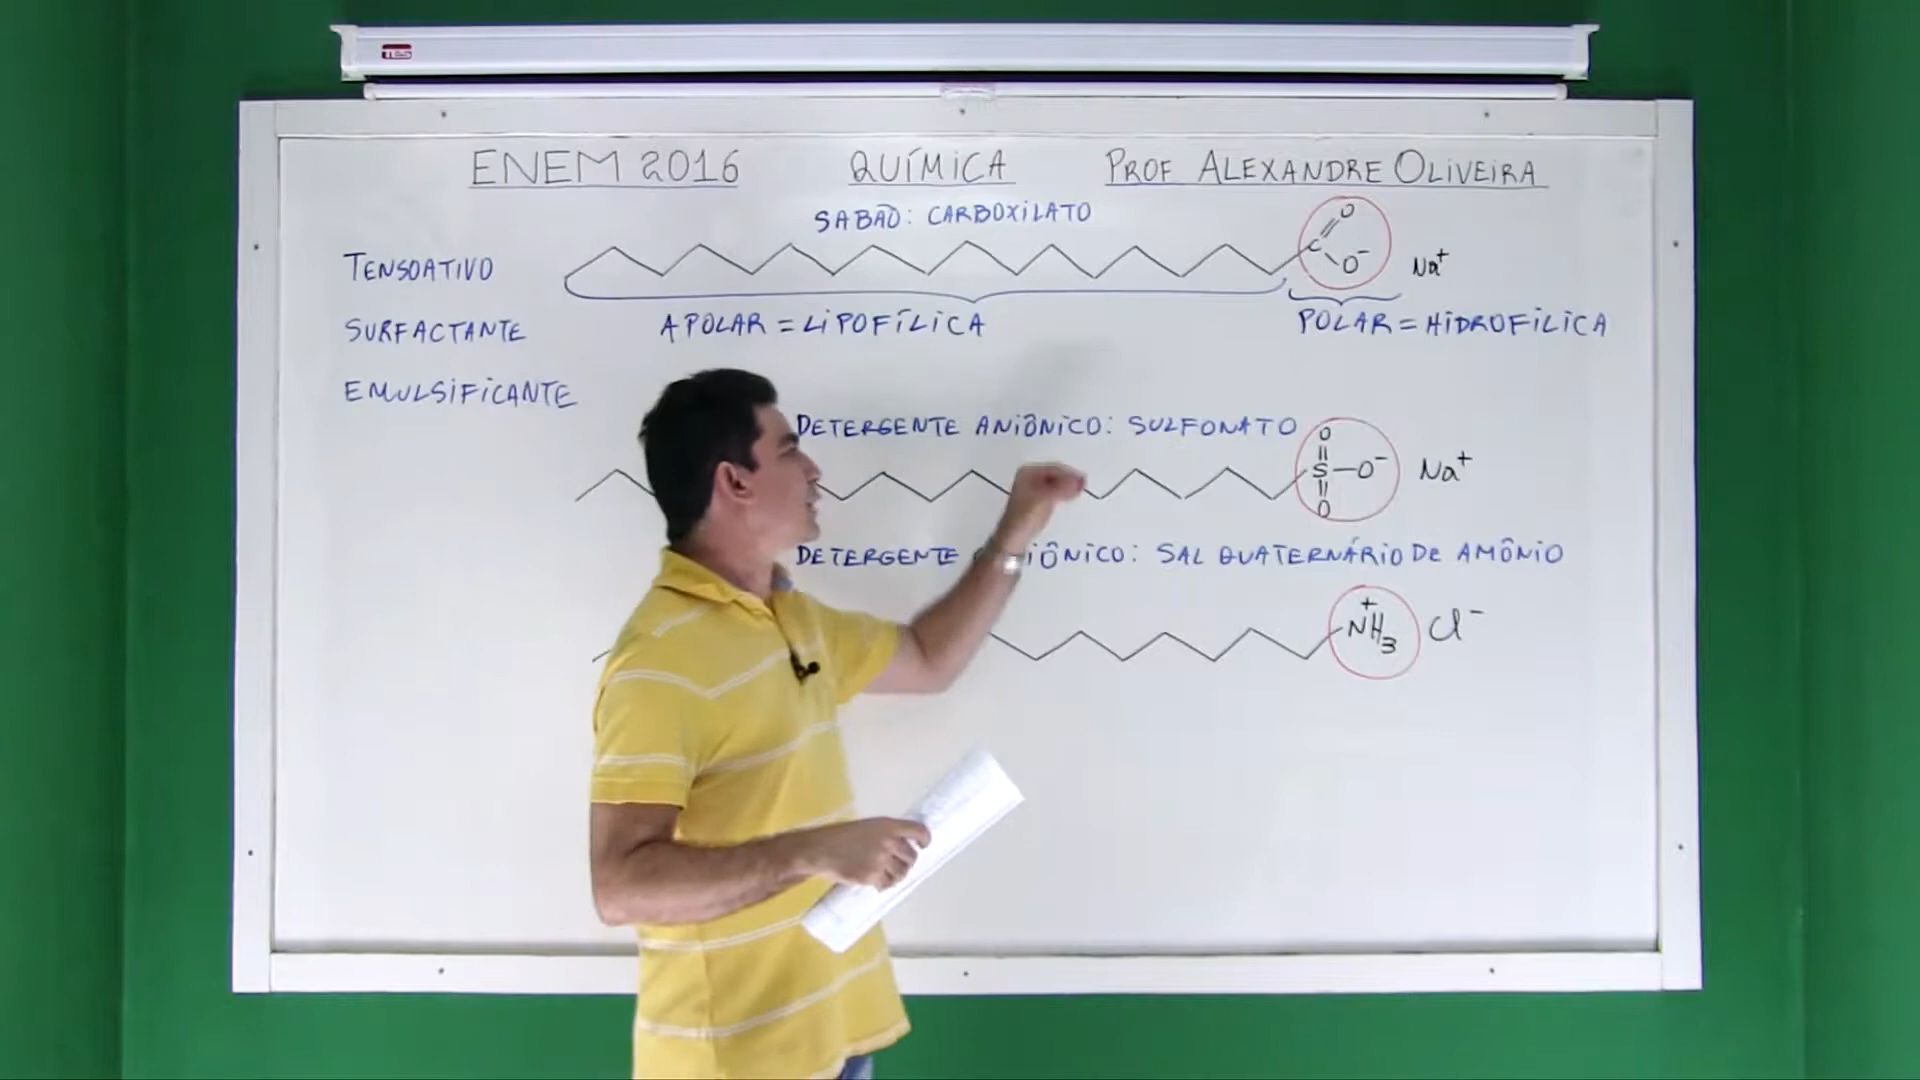 ENEM 2016 QUÍMICA PROF ALEXANDRE OLIVEIRA
SABÃO: CARBOXILATO
TENSOATIVO
C O O⁻ Na⁺
SURFACTANTE
APOLAR = LIPOFÍLICA
POLAR = HIDROFÍLICA
EMULSIFICANTE
DETERGENTE ANIÔNICO: SULFONATO
O
S—O⁻ Na⁺
O
DETERGENTE IÔNICO: SAL QUATERNÁRIO DE AMÔNIO
⁺NH₃ Cl⁻